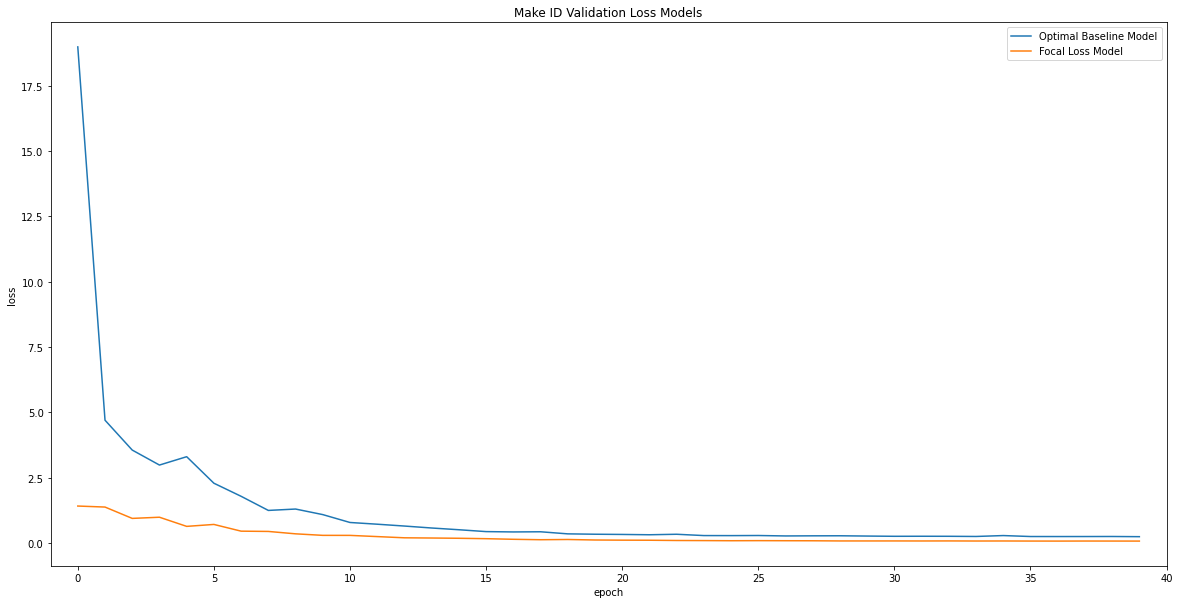 Make ID Validation Loss Models
Optimal Baseline Model
Focal Loss Model
17.5
15.0
12.5
10.0
7.5
5.0
2.5
0.0
loss
0 5 10 15 20 25 30 35 40
epoch